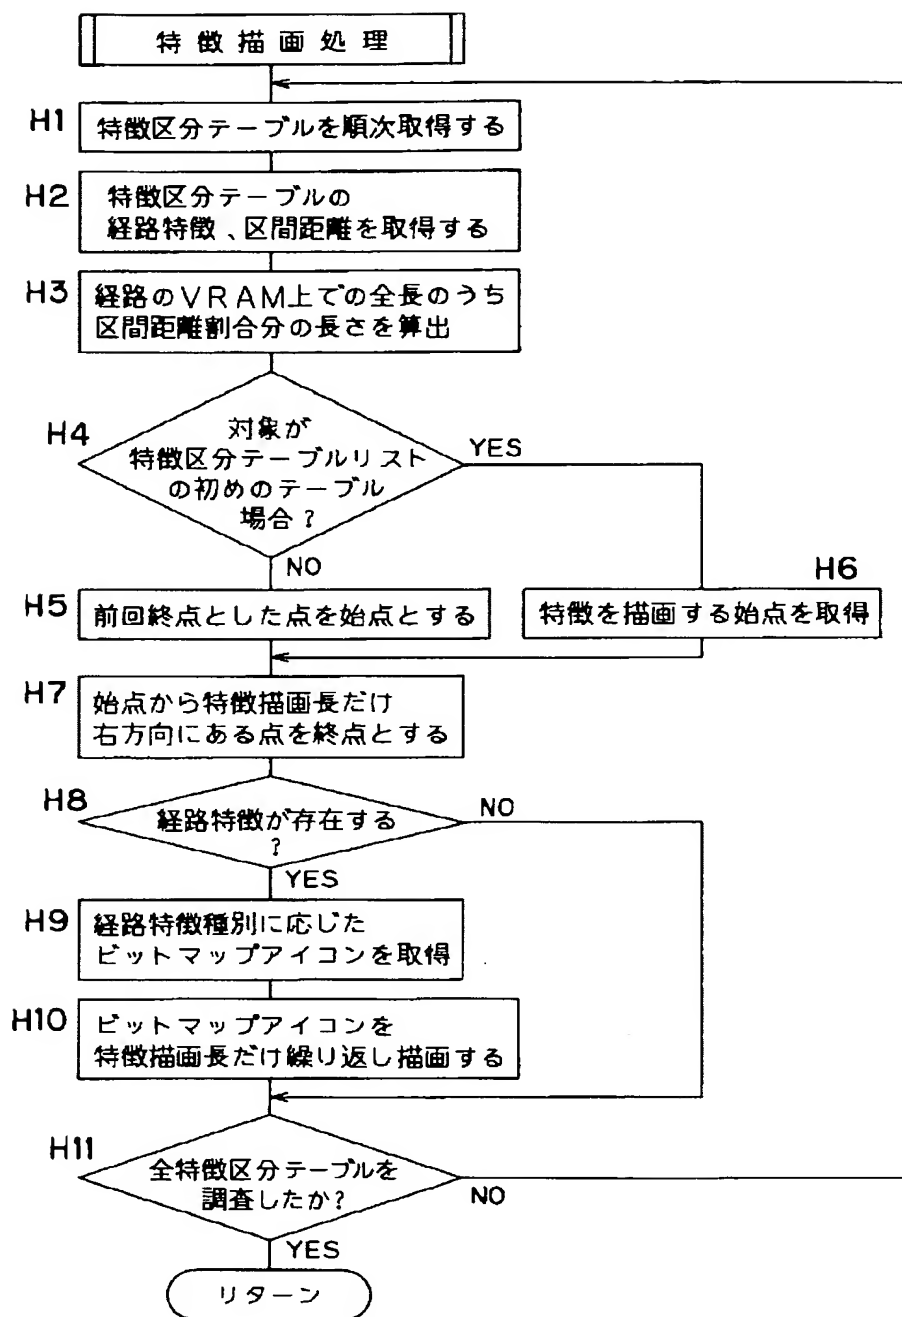 特徴描画処理
H1
特徴区分テーブルを順次取得する
H2
特徴区分テーブルの
経路特徴、区間距離を取得する
H3
経路のVRAM上での全長のうち
区間距離割合分の長さを算出
H4
対象が
特徴区分テーブルリスト
の初めのテーブル
場合?
YES
NO
H5
前回終点とした点を始点とする
H6
特徴を描画する始点を取得
H7
始点から特徴描画長だけ
右方向にある点を終点とする
H8
経路特徴が存在する
?
NO
YES
H9
経路特徴種別に応じた
ビットマップアイコンを取得
H10
ビットマップアイコンを
特徴描画長だけ繰り返し描画する
H11
全特徴区分テーブルを
調査したか?
NO
YES
リターン